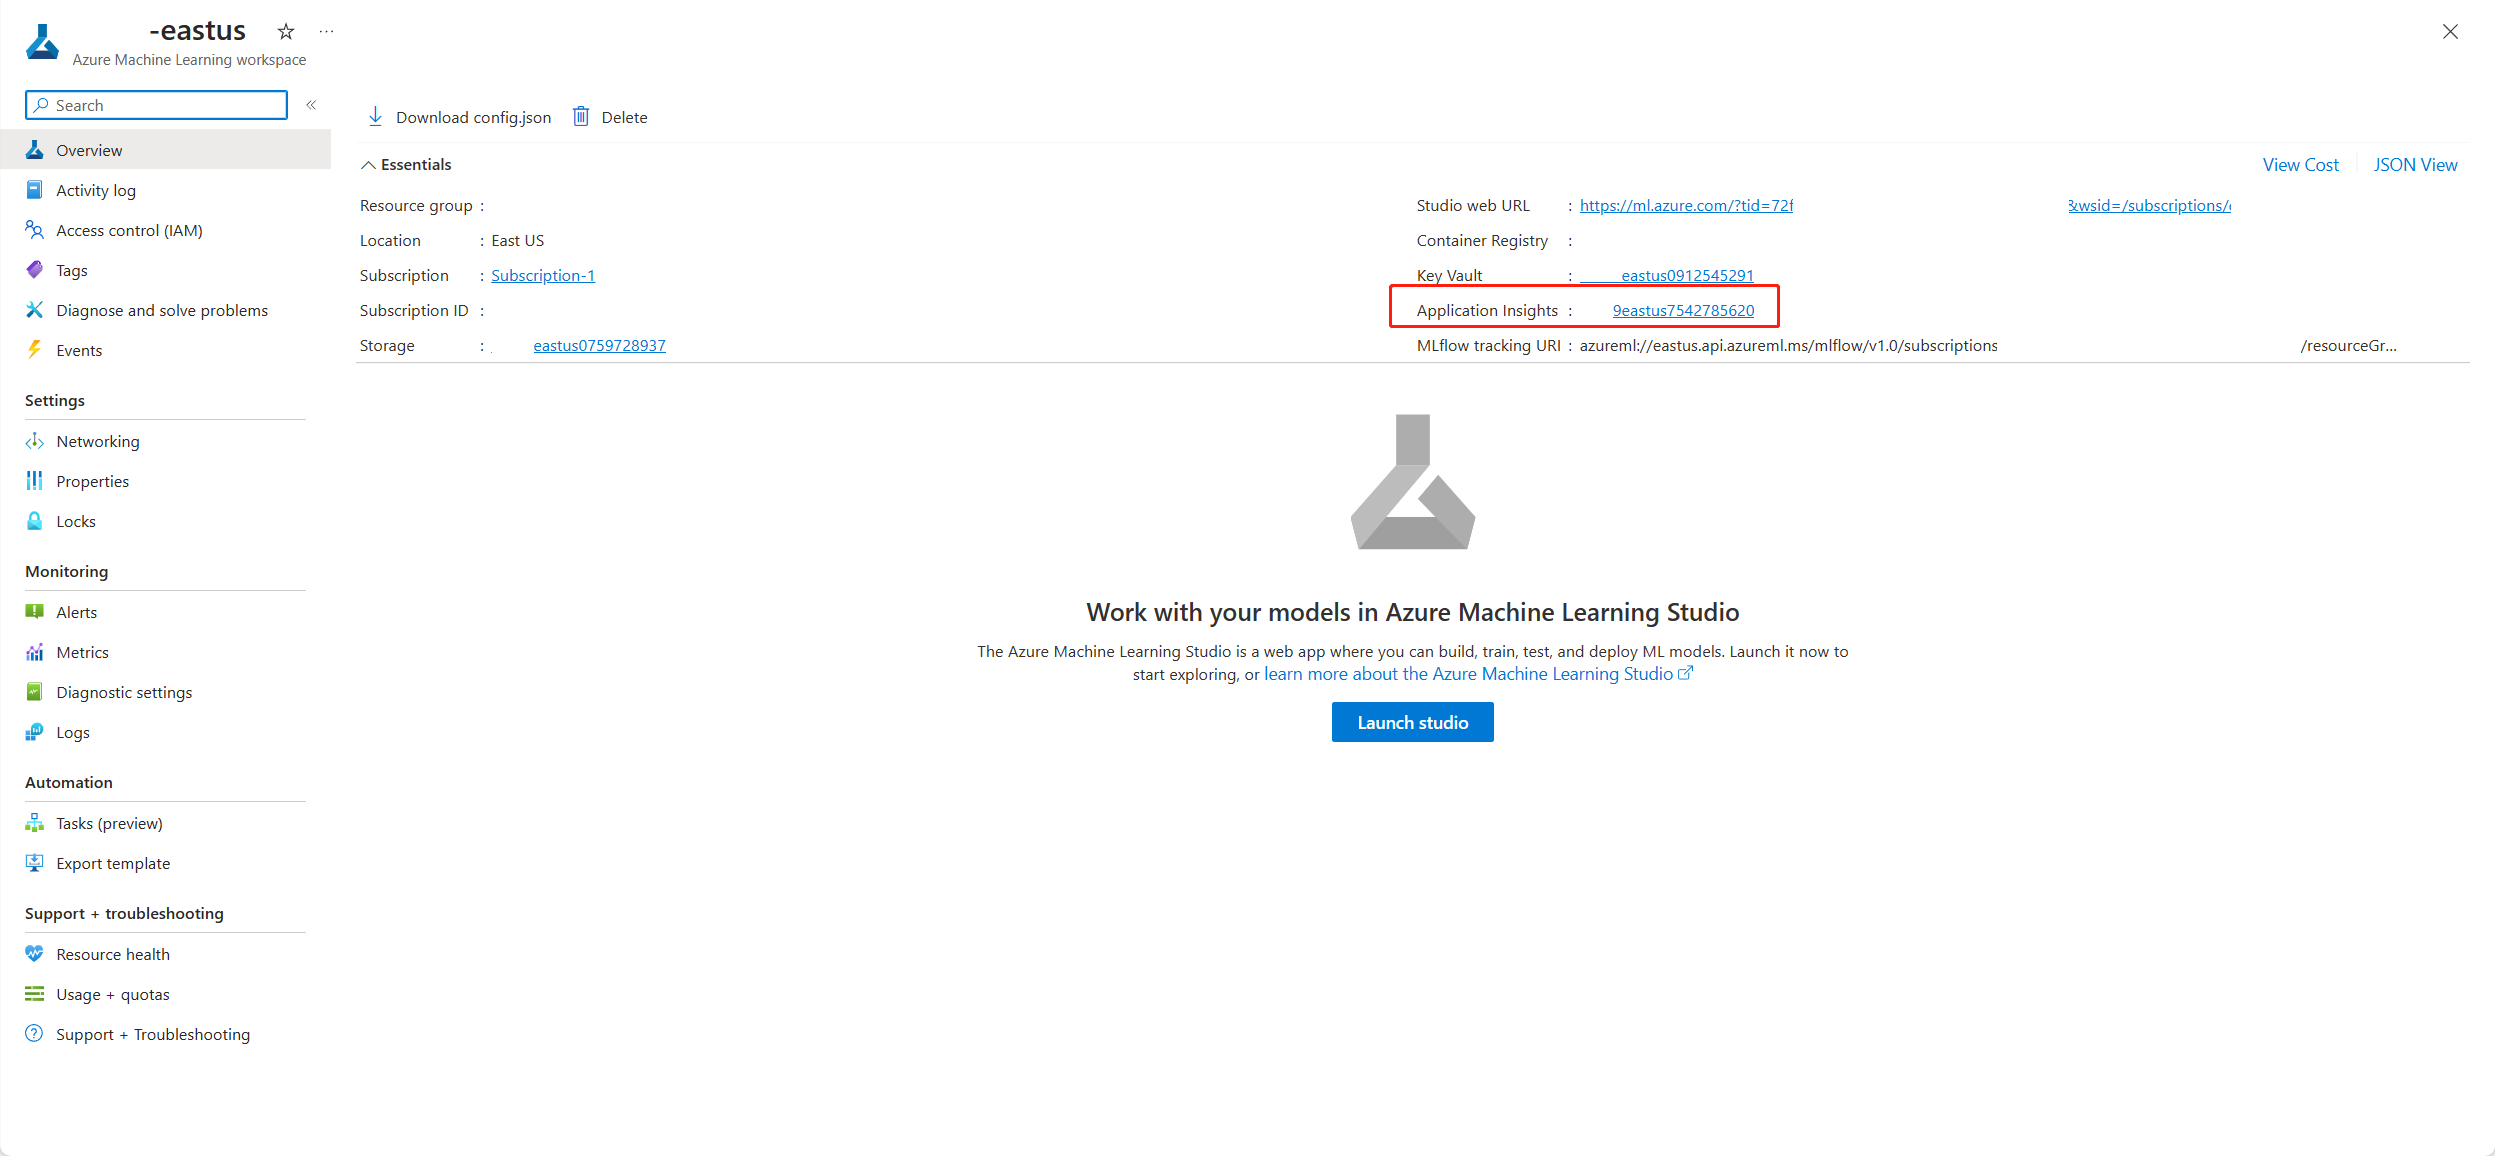 -eastus
Azure Machine Learning workspace
Search
Overview
Activity log
Access control (IAM)
Tags
Diagnose and solve problems
Events
Settings
Networking
Properties
Locks
Monitoring
Alerts
Metrics
Diagnostic settings
Logs
Automation
Tasks (preview)
Export template
Support + troubleshooting
Resource health
Usage + quotas
Support + Troubleshooting
Download config.json Delete
Essentials
View Cost JSON View
Resource group :
Location : East US
Subscription : Subscription-1
Subscription ID :
Storage : eastus0759728937
Studio web URL : https://ml.azure.com/?tid=72f &wsid=/subscriptions/
Container Registry :
Key Vault : eastus0912545291
Application Insights : 9eastus7542785620
MLflow tracking URI : azureml://eastus.api.azureml.ms/mlflow/v1.0/subscriptions /resourceGr...
Work with your models in Azure Machine Learning Studio
The Azure Machine Learning Studio is a web app where you can build, train, test, and deploy ML models. Launch it now to
start exploring, or learn more about the Azure Machine Learning Studio
Launch studio